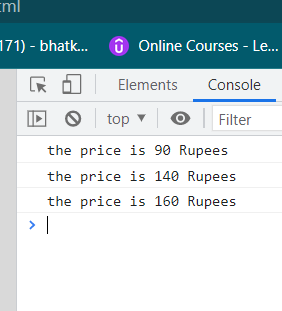 tml
171) - bhatk...
Online Courses - Le...
Elements Console
top ▼ Filter
the price is 90 Rupees
the price is 140 Rupees
the price is 160 Rupees
>